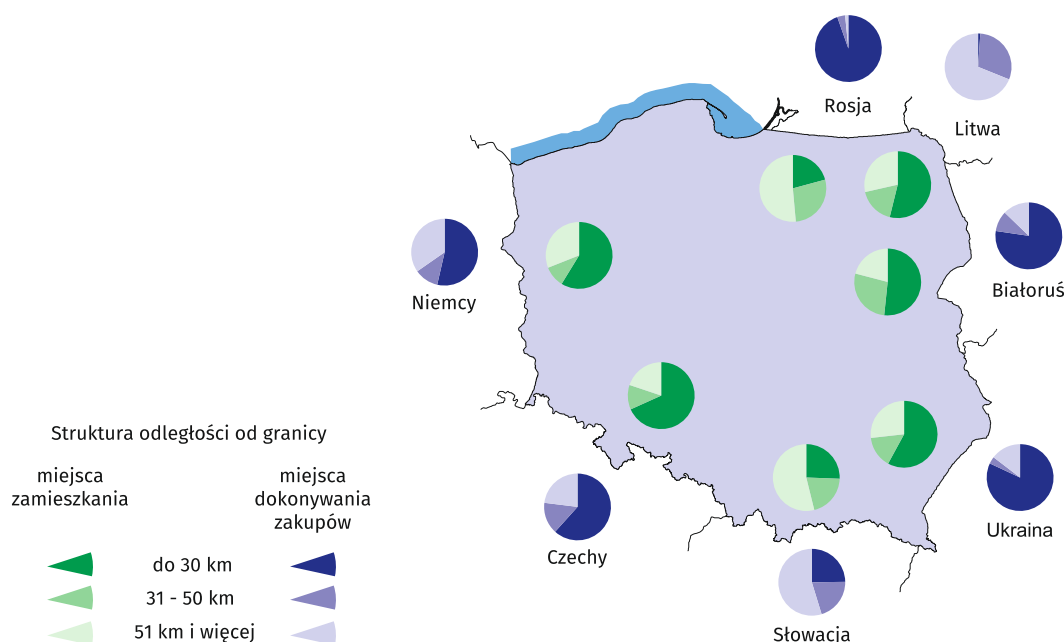 Rosja
Litwa
Niemcy
Białoruś
Struktura odległości od granicy
miejsca
zamieszkania
miejsca
dokonywania
zakupów
Czechy
Ukraina
do 30 km
31 - 50 km
51 km i więcej
Słowacja